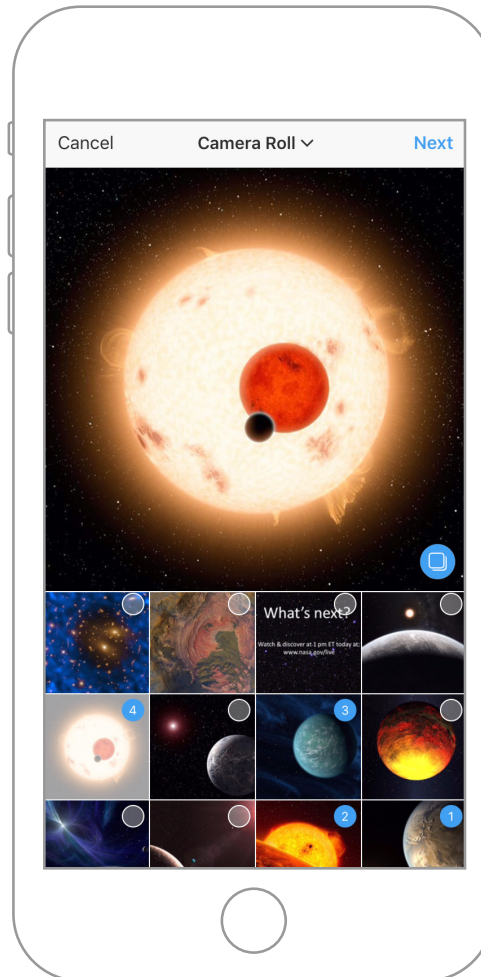 Cancel
Camera Roll
Next
What's next?
Watch & discover at 1 pm ET today at:
www.nasa.gov/live
4
3
2
1